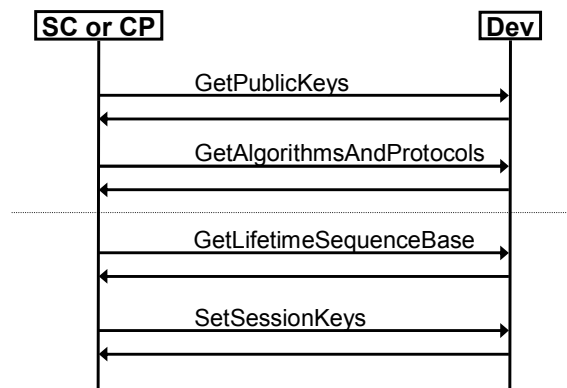 SC or CP
Dev
GetPublicKeys
GetAlgorithmsAndProtocols
GetLifetimeSequenceBase
SetSessionKeys